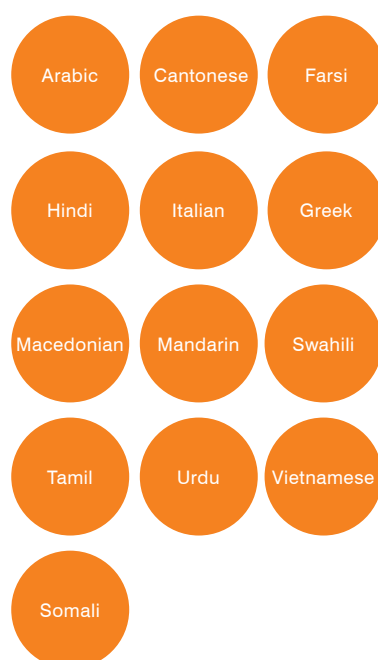 Arabic Cantonese Farsi
Hindi Italian Greek
Macedonian Mandarin Swahili
Tamil Urdu Vietnamese
Somali